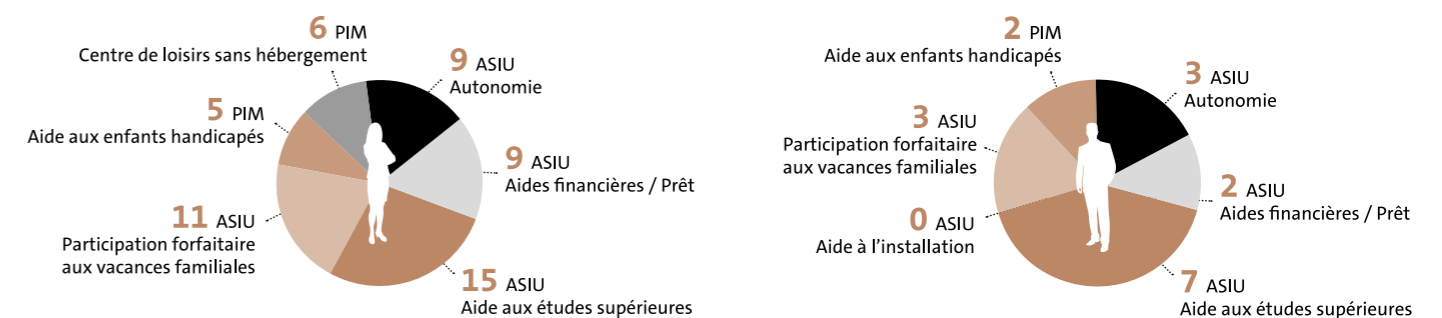 6 PIM
Centre de loisirs sans hébergement
9 ASIU
Autonomie
5 PIM
Aide aux enfants handicapés
9 ASIU
Aides financières / Prêt
11 ASIU
Participation forfaitaire
aux vacances familiales
15 ASIU
Aide aux études supérieures
2 PIM
Aide aux enfants handicapés
3 ASIU
Autonomie
3 ASIU
Participation forfaitaire
aux vacances familiales
2 ASIU
Aides financières / Prêt
0 ASIU
Aide à l'installation
7 ASIU
Aide aux études supérieures